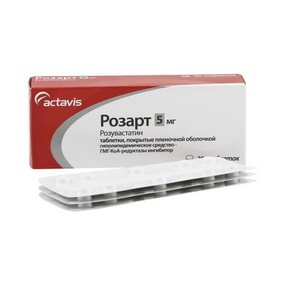 actavis
Розарт 5 мг
Розувастатин
таблетки, покрытые пленочной оболочкой
гиполипидемическое средство -
ГМГ-КоА-редуктазы ингибитор